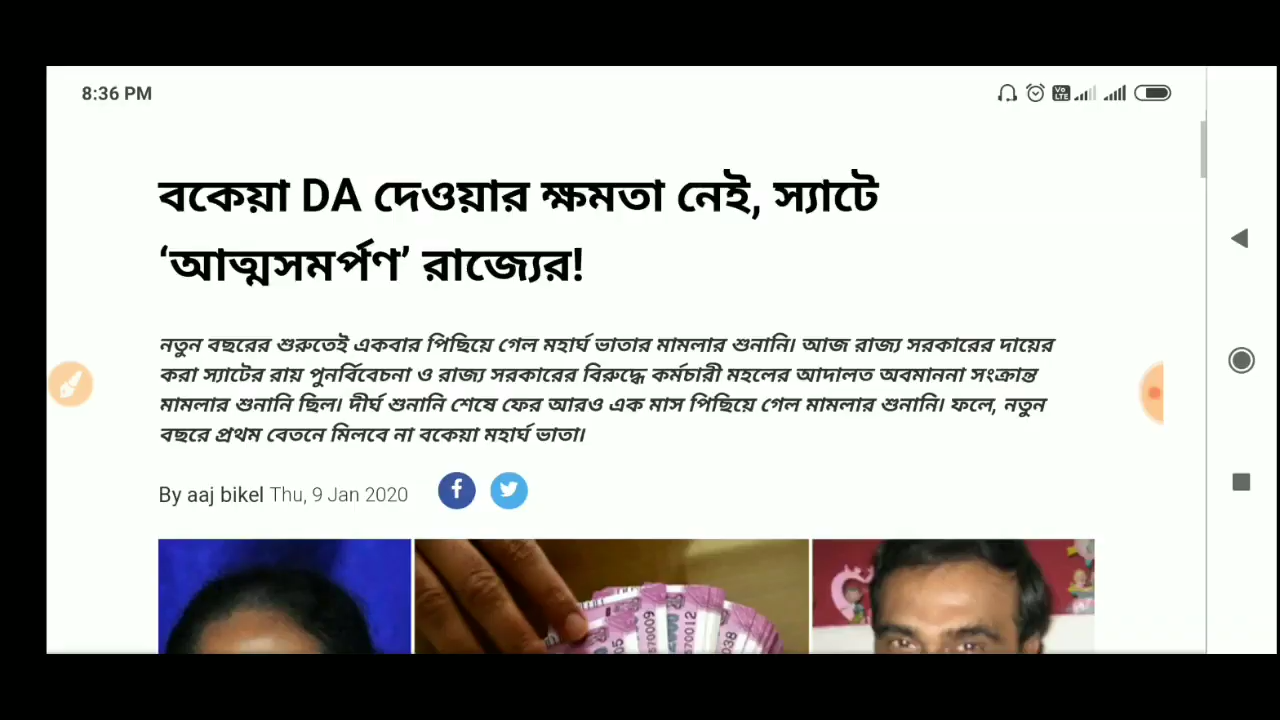 8:36 PM
Vo LTE
বকেয়া DA দেওয়ার ক্ষমতা নেই, স্যাটে
‘আত্মসমর্পণ’ রাজ্যের!
নতুন বছরের শুরুতেই একবার পিছিয়ে গেল মহার্ঘ ভাতার মামলার শুনানি। আজ রাজ্য সরকারের দায়ের
করা স্যাটের রায় পুনর্বিবেচনা ও রাজ্য সরকারের বিরুদ্ধে কর্মচারী মহলের আদালত অবমাননা সংক্রান্ত
মামলার শুনানি ছিল। দীর্ঘ শুনানি শেষে ফের আরও এক মাস পিছিয়ে গেল মামলার শুনানি। ফলে, নতুন
বছরে প্রথম বেতনে মিলবে না বকেয়া মহার্ঘ ভাতা।
By aaj bikel Thu, 9 Jan 2020